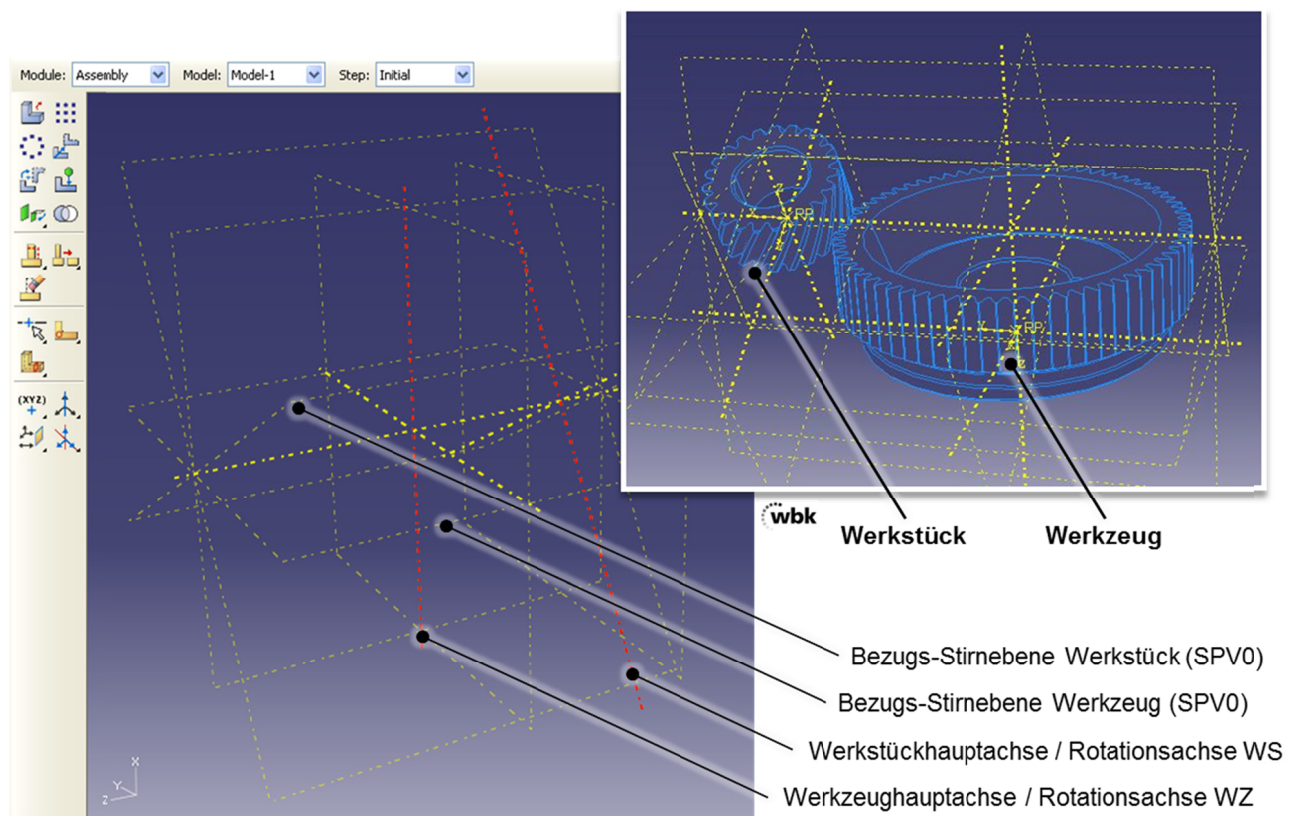 Module: Assembly Model: Model-1 Step: Initial
(XYZ)
Z
X RP
RP
X
Z
wbk
Werkstück Werkzeug
Bezugs-Stirnebene Werkstück (SPV0)
Bezugs-Stirnebene Werkzeug (SPV0)
Werkstückhauptachse / Rotationsachse WS
Werkzeughauptachse / Rotationsachse WZ
X
Y
Z